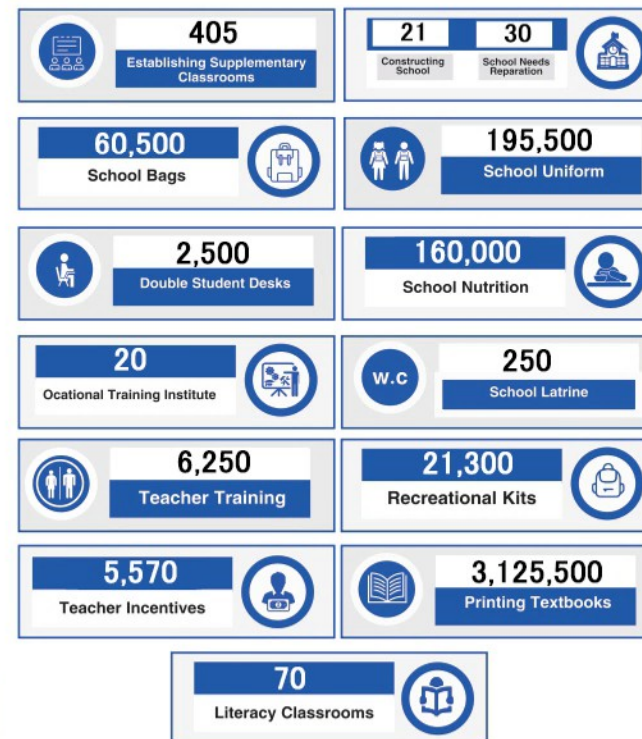 405
Establishing Supplementary
Classrooms
21 30
Constructing School Needs
School Reparation
60,500
School Bags
195,500
School Uniform
2,500
Double Student Desks
160,000
School Nutrition
20
Ocational Training Institute
W.C
250
School Latrine
6,250
Teacher Training
21,300
Recreational Kits
5,570
Teacher Incentives
3,125,500
Printing Textbooks
70
Literacy Classrooms